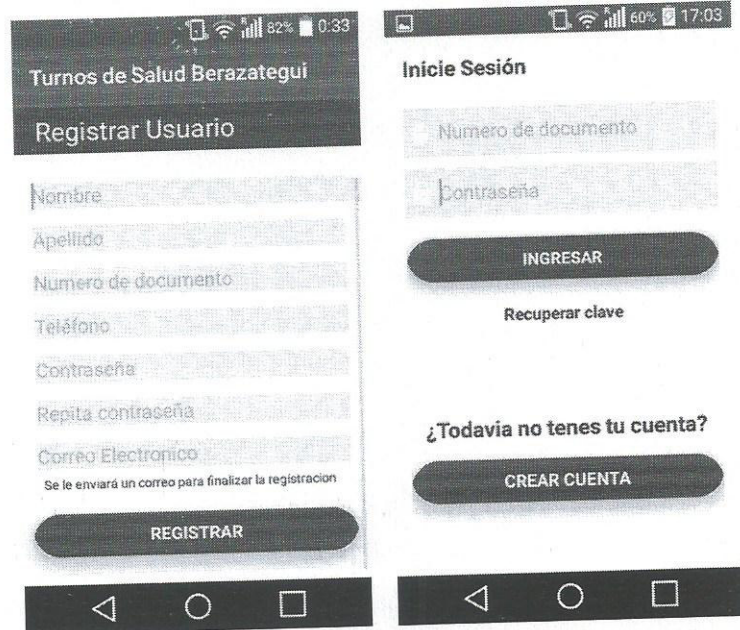 82% 0:33
Turnos de Salud Berazategui
Registrar Usuario
Nombre
Apellido
Numero de documento
Teléfono
Contraseña
Repita contraseña
Correo Electronico
Se le enviará un correo para finalizar la registracion
REGISTRAR
60% 17:03
Inicie Sesión
Numero de documento
Contraseña
INGRESAR
Recuperar clave
¿Todavia no tenes tu cuenta?
CREAR CUENTA